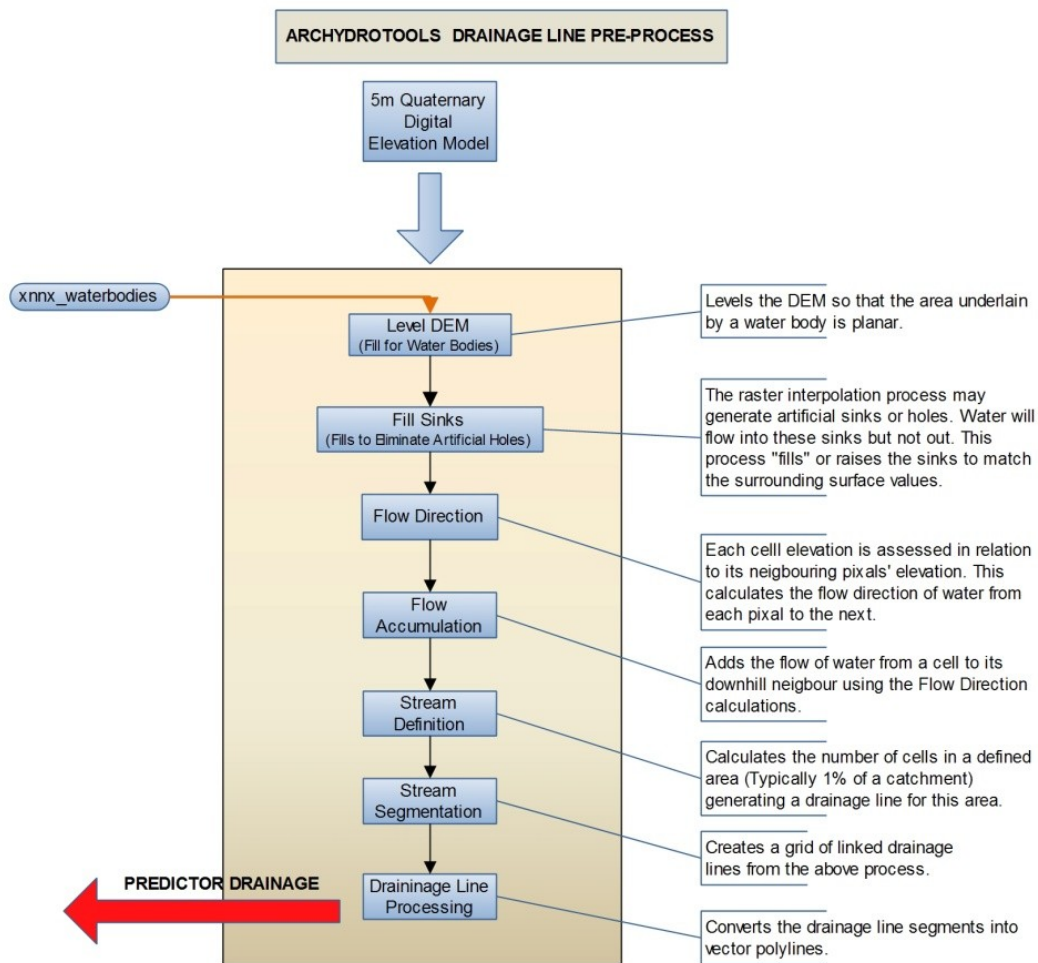 ARCHYDROTOOLS DRAINAGE LINE PRE-PROCESS
5m Quaternary
Digital
Elevation Model
xnnx_waterbodies
Level DEM
(Fill for Water Bodies)
Levels the DEM so that the area underlain
by a water body is planar.
Fill Sinks
(Fills to Eliminate Artificial Holes)
The raster interpolation process may
generate artificial sinks or holes. Water will
flow into these sinks but not out. This
process "fills" or raises the sinks to match
the surrounding surface values.
Flow Direction
Each celll elevation is assessed in relation
to its neigbouring pixals' elevation. This
calculates the flow direction of water from
each pixal to the next.
Flow
Accumulation
Adds the flow of water from a cell to its
downhill neigbour using the Flow Direction
calculations.
Stream
Definition
Calculates the number of cells in a defined
area (Typically 1% of a catchment)
generating a drainage line for this area.
Stream
Segmentation
Creates a grid of linked drainage
lines from the above process.
PREDICTOR DRAINAGE
Draininage Line
Processing
Converts the drainage line segments into
vector polylines.